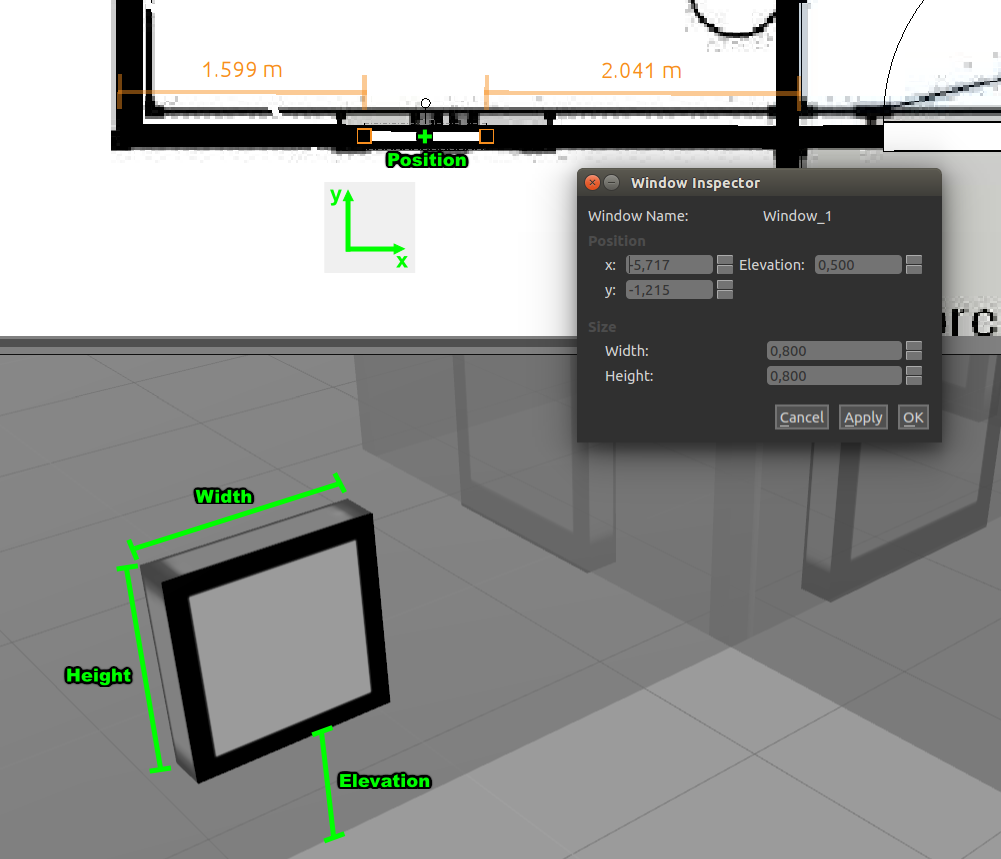 1.599 m
2.041 m
Position
y
x
Window Inspector
Window Name: Window_1
Position
x: -5,717 Elevation: 0,500
y: -1,215
Size
Width: 0,800
Height: 0,800
Cancel Apply OK
Width
Height
Elevation